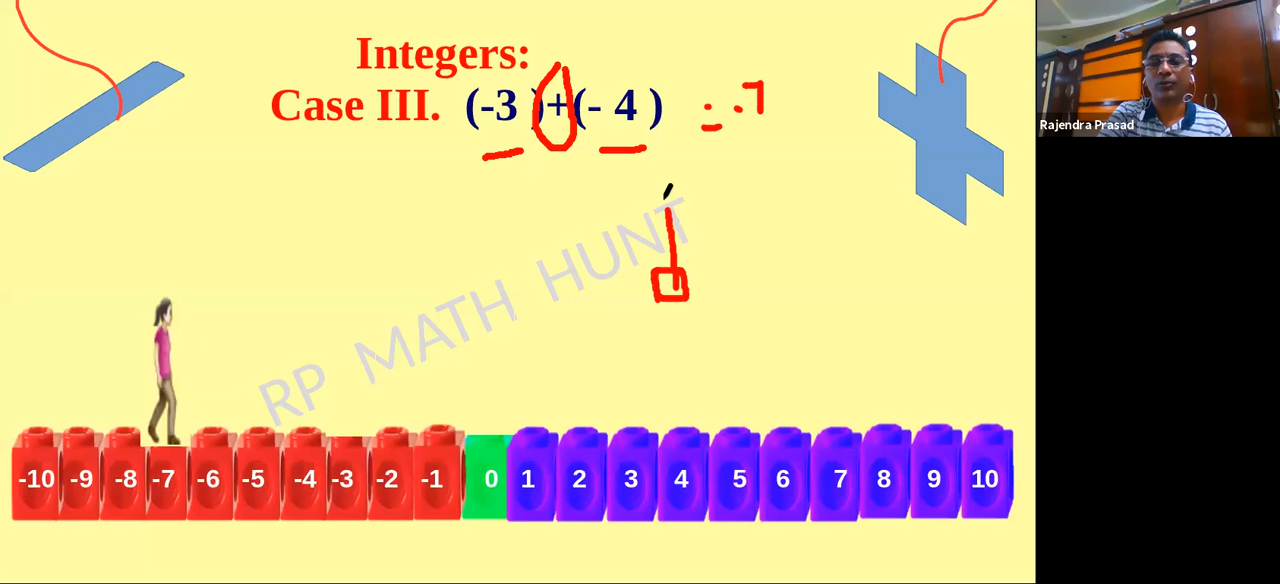 Integers:
Case III. (-3 )+(- 4 ) = -7
Rajendra Prasad
RP MATH HUNT
-10 -9 -8 -7 -6 -5 -4 -3 -2 -1 0 1 2 3 4 5 6 7 8 9 10